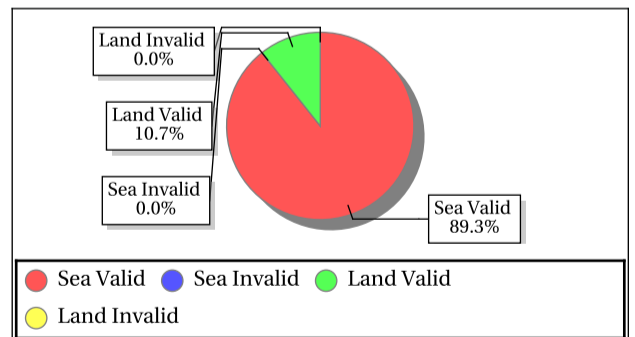 Land Invalid
0.0%
Land Valid
10.7%
Sea Invalid
0.0%
Sea Valid
89.3%
Sea Valid Sea Invalid Land Valid
Land Invalid